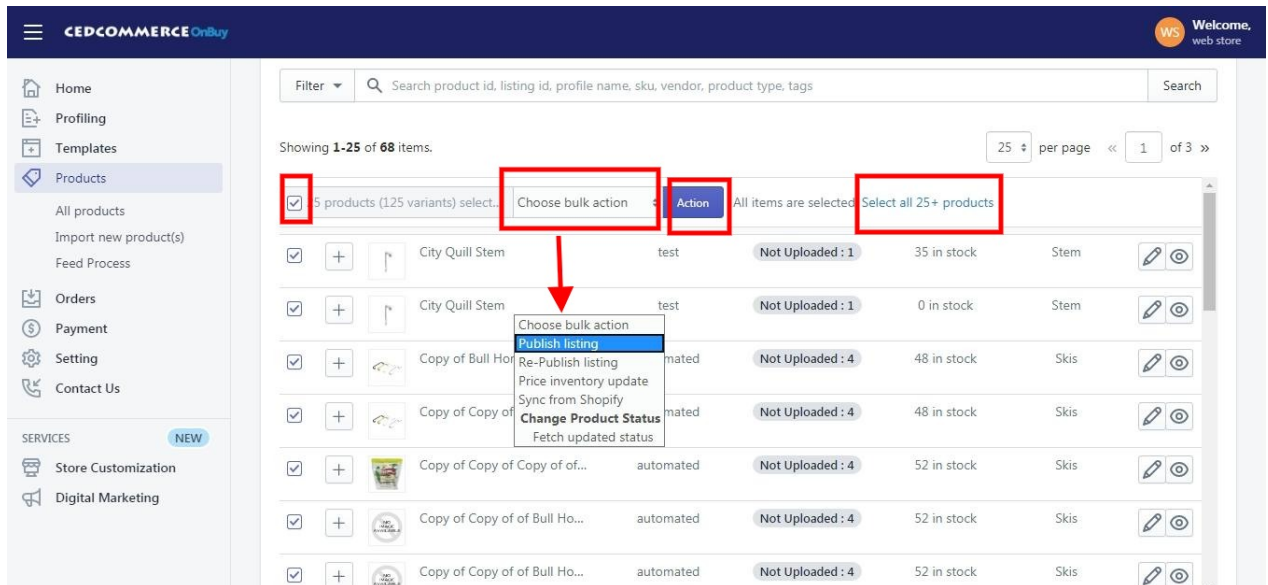 CEDCOMMERCE OnBuy
WS
Welcome,
web store
Home
Profiling
Templates
Products
All products
Import new product(s)
Feed Process
Orders
Payment
Setting
Contact Us
SERVICES NEW
Store Customization
Digital Marketing
Filter Search product id, listing id, profile name, sku, vendor, product type, tags Search
Showing 1-25 of 68 items. 25 per page « 1 of 3 »
5 products (125 variants) select... Choose bulk action Action All items are selected Select all 25+ products
City Quill Stem test Not Uploaded : 1 35 in stock Stem
City Quill Stem test Not Uploaded : 1 0 in stock Stem
Choose bulk action
Publish listing
Re-Publish listing
Price inventory update
Sync from Shopify
Change Product Status
Fetch updated status
Copy of Bull Hor mated Not Uploaded : 4 48 in stock Skis
Copy of Copy of mated Not Uploaded : 4 48 in stock Skis
Copy of Copy of Copy of of... automated Not Uploaded : 4 52 in stock Skis
Copy of Copy of of Bull Ho... automated Not Uploaded : 4 52 in stock Skis
Copy of Copy of of Bull Ho... automated Not Uploaded : 4 52 in stock Skis